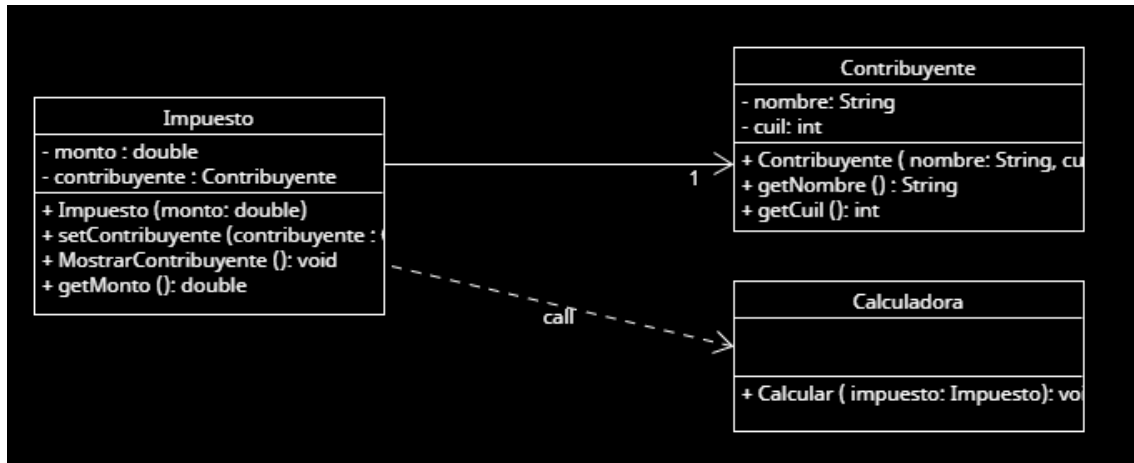 Impuesto
- monto : double
- contribuyente : Contribuyente
+ Impuesto (monto: double)
+ setContribuyente (contribuyente :
+ MostrarContribuyente (): void
+ getMonto (): double
1
call
Contribuyente
- nombre: String
- cuil: int
+ Contribuyente ( nombre: String, cu
+ getNombre () : String
+ getCuil (): int
Calculadora
+ Calcular ( impuesto: Impuesto): voi